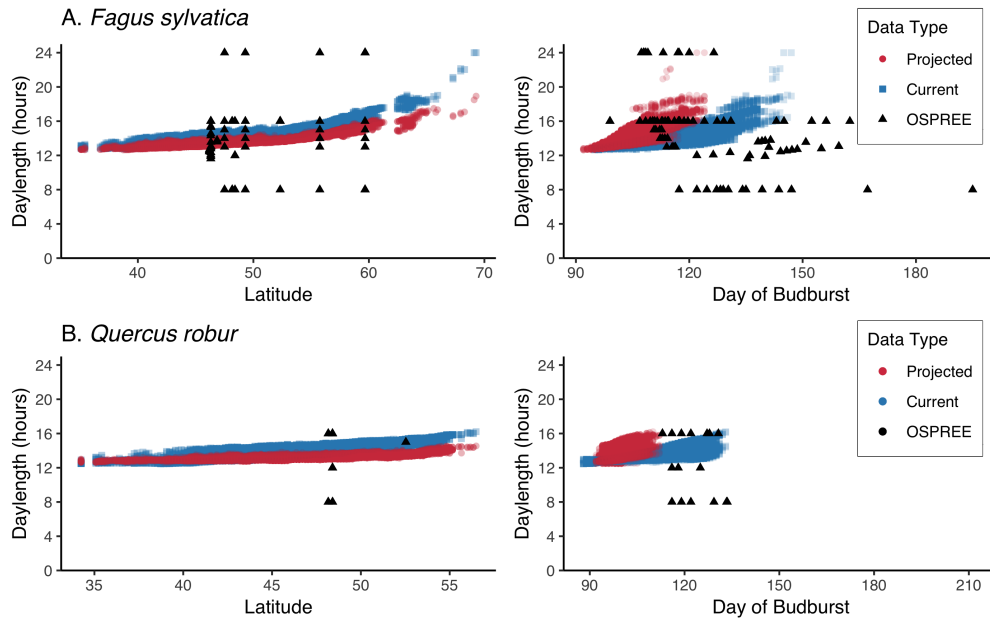 A. Fagus sylvatica
Daylength (hours)
24
20
16
12
8
4
0
40 50 60 70
Latitude
Daylength (hours)
24
20
16
12
8
4
0
90 120 150 180
Day of Budburst
Data Type
Projected
Current
OSPREE
B. Quercus robur
Daylength (hours)
24
20
16
12
8
4
0
35 40 45 50 55
Latitude
Daylength (hours)
24
20
16
12
8
4
0
90 120 150 180 210
Day of Budburst
Data Type
Projected
Current
OSPREE